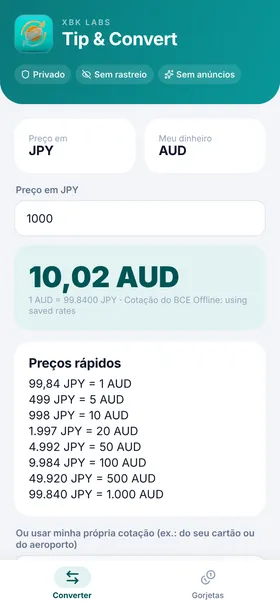 XBK LABS
Tip & Convert
Privado
Sem rastreio
Sem anúncios
Preço em
JPY
Meu dinheiro
AUD
Preço em JPY
1000
10,02 AUD
1 AUD = 99.8400 JPY · Cotação do BCE Offline: using
saved rates
Preços rápidos
99,84 JPY = 1 AUD
499 JPY = 5 AUD
998 JPY = 10 AUD
1.997 JPY = 20 AUD
4.992 JPY = 50 AUD
9.984 JPY = 100 AUD
49.920 JPY = 500 AUD
99.840 JPY = 1.000 AUD
Ou usar minha própria cotação (ex.: do seu cartão ou
do aeroporto)
Converter
Gorjetas